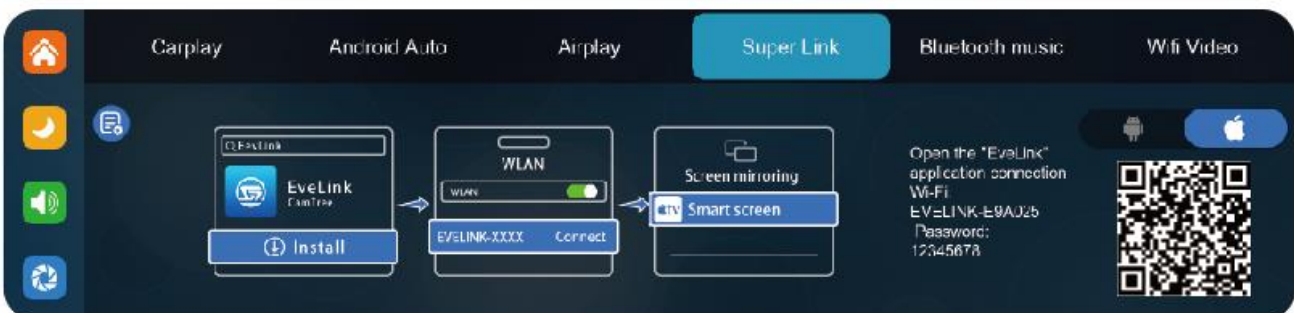 Carplay
Android Auto
Airplay
Super Link
Bluetooth music
Wifi Video
EveLink
EveLink
CamTree
Install
WLAN
WLAN
EVELINK-XXXX
Connect
Screen mirroring
tv Smart screen
Open the "EveLink"
application connection
Wi-Fi:
EVELINK-E9A025
Password:
12345678